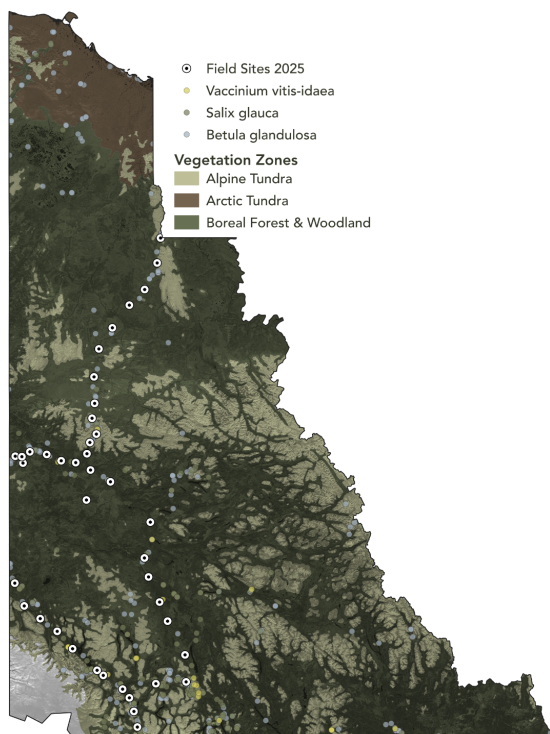 Field Sites 2025
Vaccinium vitis-idaea
Salix glauca
Betula glandulosa
Vegetation Zones
Alpine Tundra
Arctic Tundra
Boreal Forest & Woodland